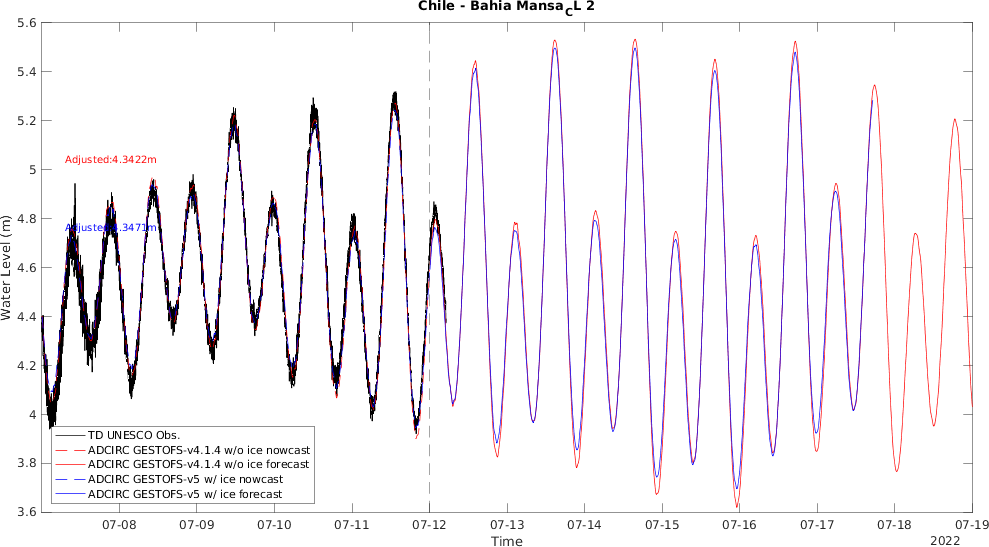 Chile - Bahia Mansa_CL 2
5.6
5.4
5.2
5
4.8
4.6
4.4
4.2
4
3.8
3.6
Water Level (m)
Adjusted:4.3422m
Adjusted:4.3471m
TD UNESCO Obs.
ADCIRC GESTOFS-v4.1.4 w/o ice nowcast
ADCIRC GESTOFS-v4.1.4 w/o ice forecast
ADCIRC GESTOFS-v5 w/ ice nowcast
ADCIRC GESTOFS-v5 w/ ice forecast
07-08 07-09 07-10 07-11 07-12 07-13 07-14 07-15 07-16 07-17 07-18 07-19
Time
2022